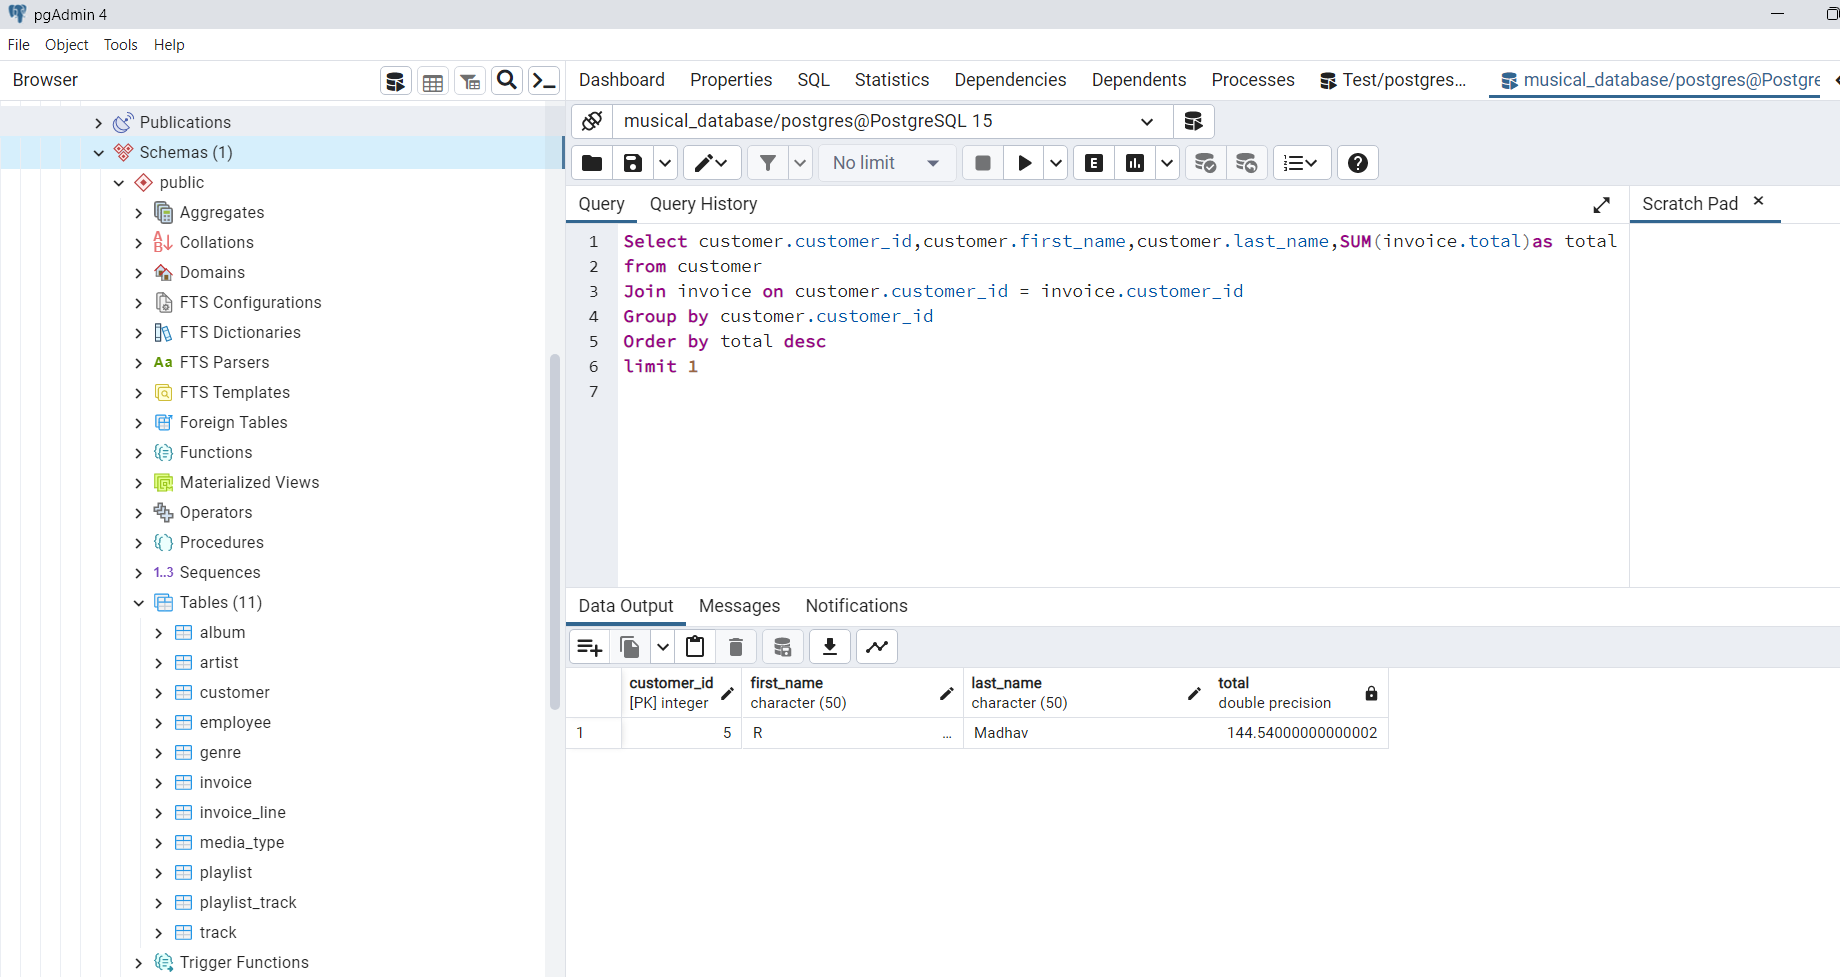 pgAdmin 4
File Object Tools Help
Browser
Dashboard Properties SQL Statistics Dependencies Dependents Processes Test/postgres... musical_database/postgres@Postgre
Publications
Schemas (1)
public
Aggregates
Collations
Domains
FTS Configurations
FTS Dictionaries
Aa FTS Parsers
FTS Templates
Foreign Tables
Functions
Materialized Views
Operators
Procedures
1..3 Sequences
Tables (11)
album
artist
customer
employee
genre
invoice
invoice_line
media_type
playlist
playlist_track
track
Trigger Functions
musical_database/postgres@PostgreSQL 15
No limit E
Query Query History Scratch Pad
1 Select customer.customer_id,customer.first_name,customer.last_name,SUM(invoice.total)as total
2 from customer
3 Join invoice on customer.customer_id = invoice.customer_id
4 Group by customer.customer_id
5 Order by total desc
6 limit 1
7
Data Output Messages Notifications
customer_id first_name last_name total
[PK] integer character (50) character (50) double precision
1 5 R ... Madhav 144.54000000000002